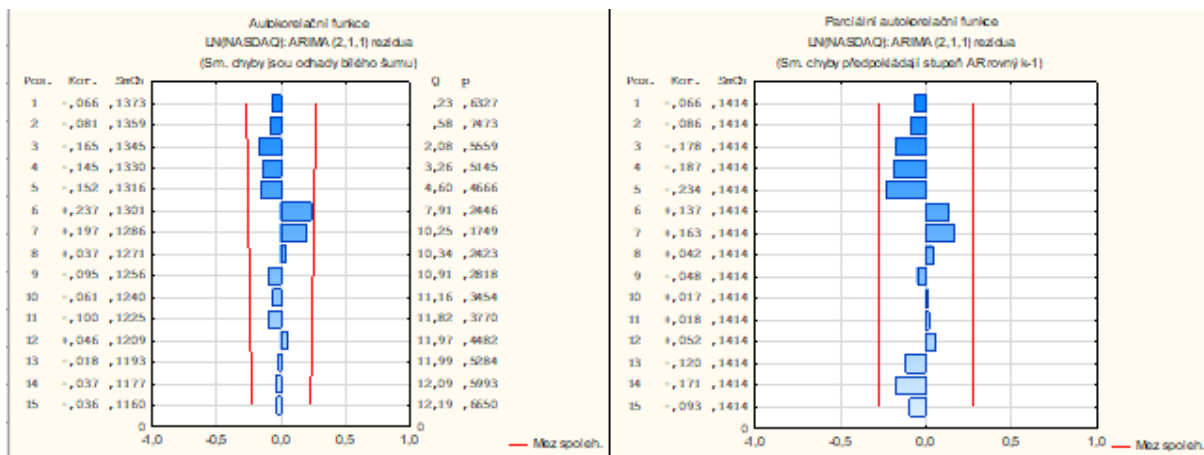 Autokorelační funkce
LN(NASDAQ): ARIMA (2,1,1) rezidua
(Sm. chyby jsou odhady bílého šumu)
Poz. Kor. SmCh Q p
1 -,066 ,1373 ,23 ,6327
2 -,081 ,1359 ,58 ,7473
3 -,165 ,1345 2,08 ,5559
4 -,145 ,1330 3,26 ,5145
5 -,152 ,1316 4,60 ,4666
6 +,237 ,1301 7,91 ,2446
7 +,197 ,1286 10,25 ,1749
8 +,037 ,1271 10,34 ,2423
9 -,095 ,1256 10,91 ,2818
10 -,061 ,1240 11,16 ,3454
11 -,100 ,1225 11,82 ,3770
12 +,046 ,1209 11,97 ,4482
13 -,018 ,1193 11,99 ,5284
14 -,037 ,1177 12,09 ,5993
15 -,036 ,1160 12,19 ,6650
0 0
-1,0 -0,5 0,0 0,5 1,0
Mez spoleh.
Parciální autokorelační funkce
LN(NASDAQ): ARIMA (2,1,1) rezidua
(Sm. chyby předpokládají stupeň AR rovný k-1)
Poz. Kor. SmCh
1 -,066 ,1414
2 -,086 ,1414
3 -,178 ,1414
4 -,187 ,1414
5 -,234 ,1414
6 +,137 ,1414
7 +,163 ,1414
8 +,042 ,1414
9 -,048 ,1414
10 +,017 ,1414
11 +,018 ,1414
12 +,052 ,1414
13 -,120 ,1414
14 -,171 ,1414
15 -,093 ,1414
0
-1,0 -0,5 0,0 0,5 1,0
Mez spoleh.